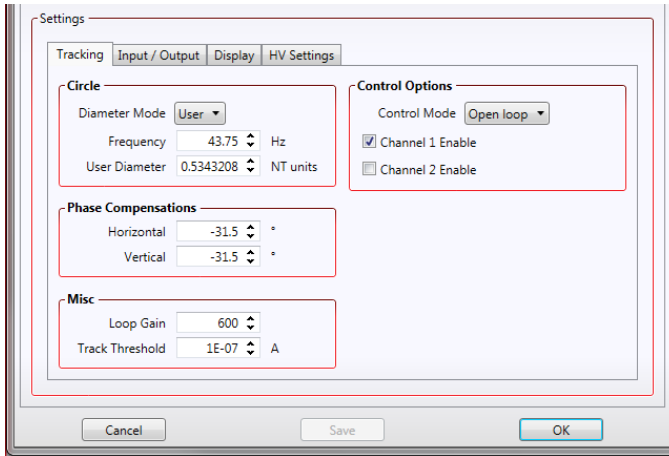 Settings
Tracking Input / Output Display HV Settings
Circle
Diameter Mode User
Frequency 43.75 Hz
User Diameter 0.5343208 NT units
Control Options
Control Mode Open loop
Channel 1 Enable
Channel 2 Enable
Phase Compensations
Horizontal -31.5 °
Vertical -31.5 °
Misc
Loop Gain 600
Track Threshold 1E-07 A
Cancel Save OK